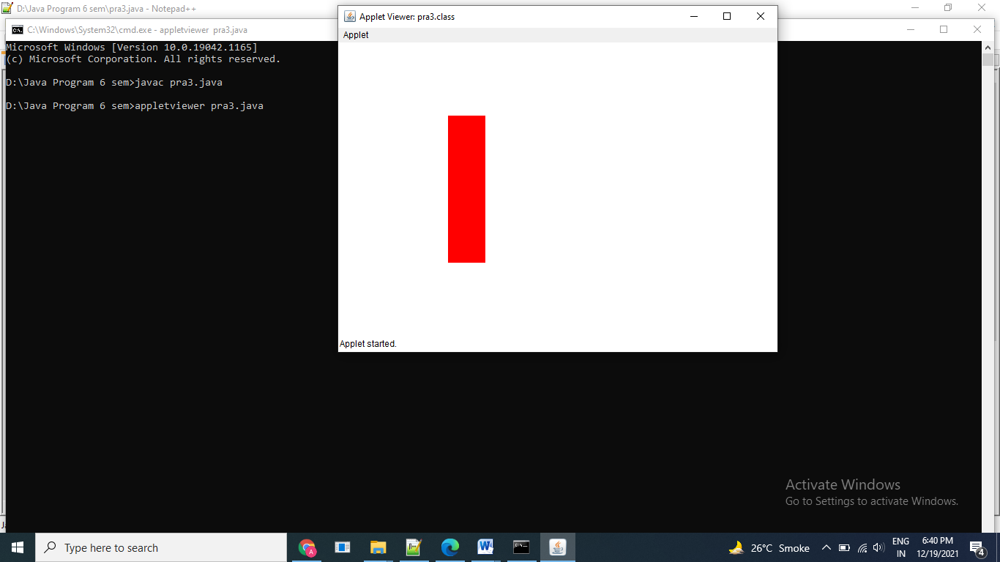 D:\Java Program 6 sem\pra3.java - Notepad++
C:\Windows\System32\cmd.exe - appletviewer pra3.java
Microsoft Windows [Version 10.0.19042.1165]
(c) Microsoft Corporation. All rights reserved.
D:\Java Program 6 sem>javac pra3.java
D:\Java Program 6 sem>appletviewer pra3.java
Applet Viewer: pra3.class
Applet
Applet started.
Activate Windows
Go to Settings to activate Windows.
Type here to search
26°C Smoke
ENG
IN
6:40 PM
12/19/2021
4